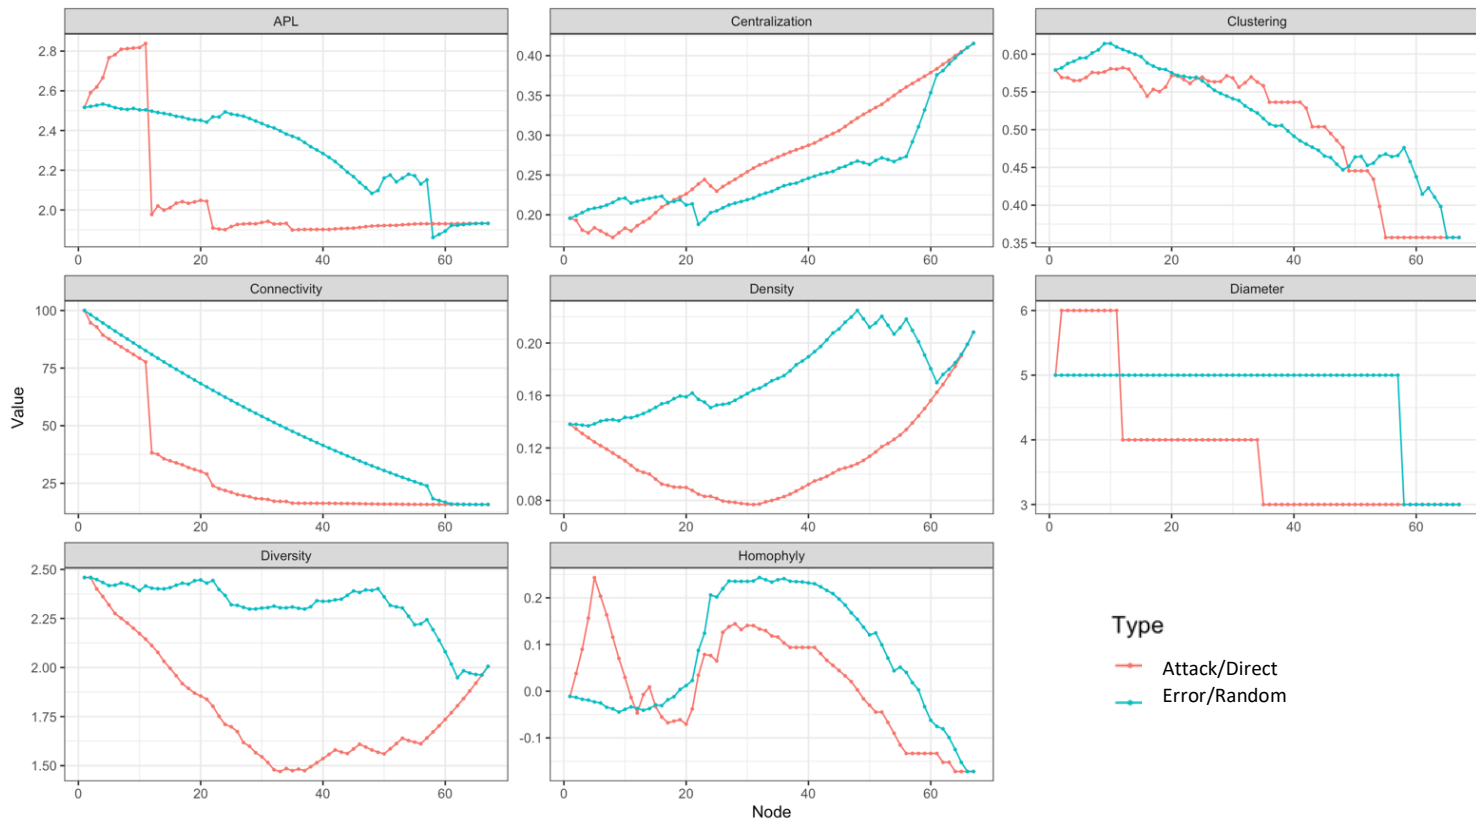 APL
Centralization
Clustering
2.8
2.6
2.4
2.2
2.0
0 20 40 60
0.40
0.35
0.30
0.25
0.20
0 20 40 60
0.60
0.55
0.50
0.45
0.40
0.35
0 20 40 60
Connectivity
Density
Diameter
100
75
50
25
0 20 40 60
0.20
0.16
0.12
0.08
0 20 40 60
6
5
4
3
0 20 40 60
Value
Diversity
Homophyly
2.50
2.25
2.00
1.75
1.50
0 20 40 60
0.2
0.1
0.0
-0.1
0 20 40 60
Node
Type
Attack/Direct
Error/Random